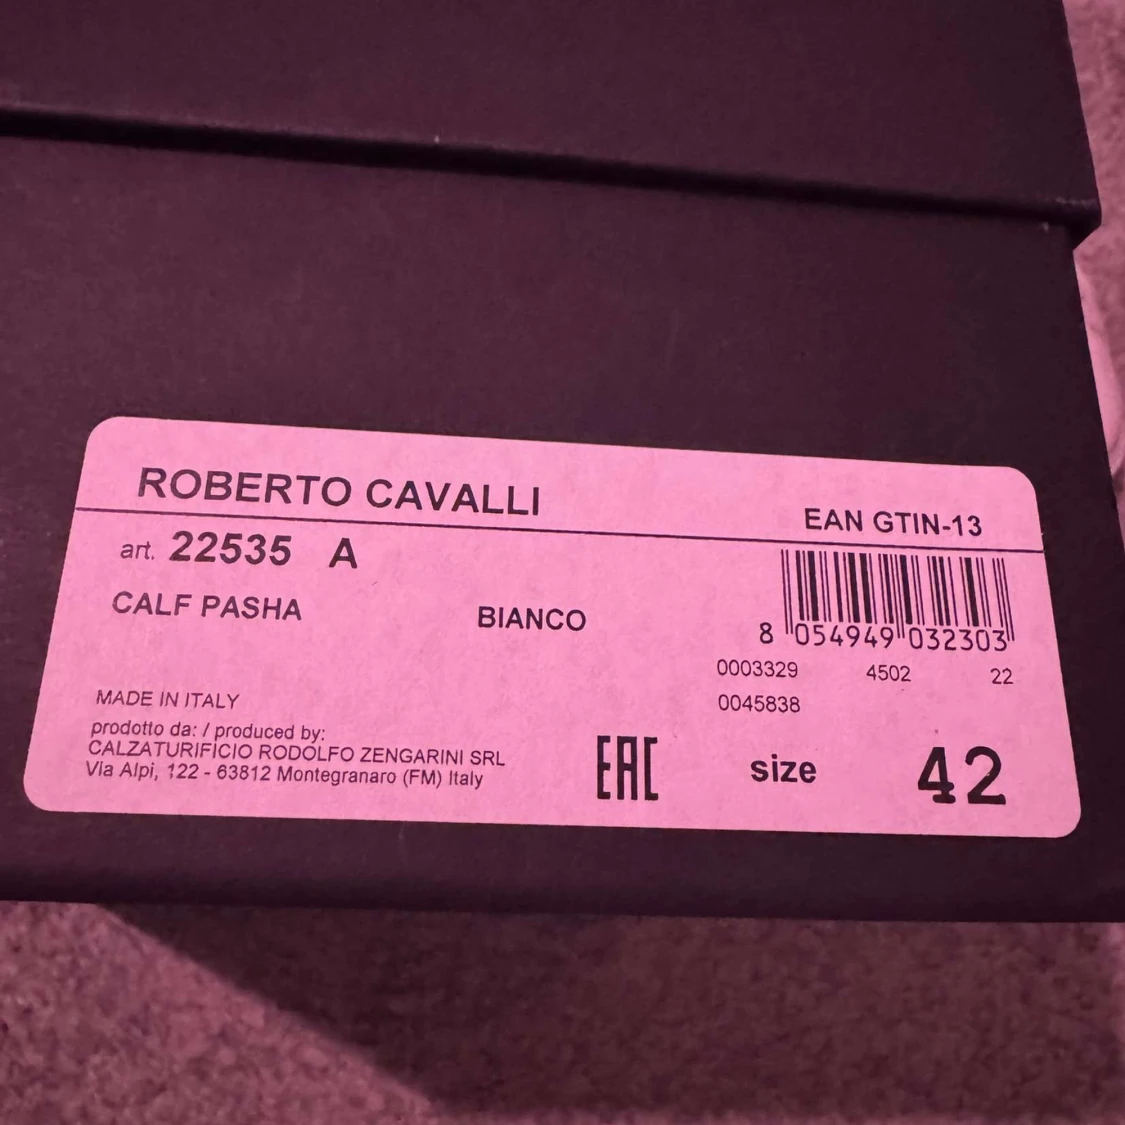 ROBERTO CAVALLI
EAN GTIN-13
art. 22535 A
CALF PASHA BIANCO
8 054949 032303
0003329 4502 22
0045838
MADE IN ITALY
prodotto da: / produced by:
CALZATURIFICIO RODOLFO ZENGARINI SRL
Via Alpi, 122 - 63812 Montegranaro (FM) Italy
EAC
size 42